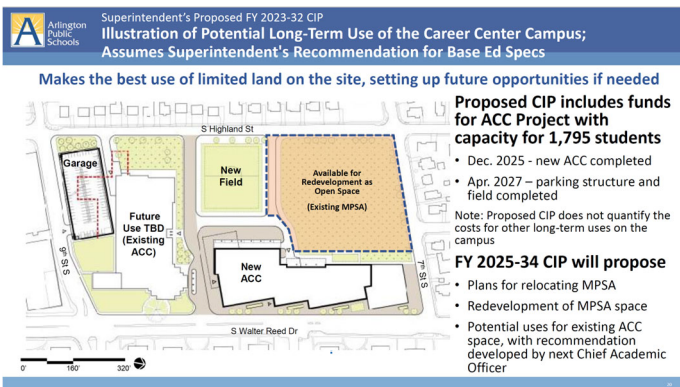 Arlington
Public
Schools
Superintendent's Proposed FY 2023-32 CIP
Illustration of Potential Long-Term Use of the Career Center Campus;
Assumes Superintendent's Recommendation for Base Ed Specs
Makes the best use of limited land on the site, setting up future opportunities if needed
S Highland St
Garage
New
Field
Available for
Redevelopment as
Open Space
(Existing MPSA)
Future
Use TBD
(Existing
ACC)
New
ACC
9th St S
7th St S
S Walter Reed Dr
0'
160'
320'
Proposed CIP includes funds
for ACC Project with
capacity for 1,795 students
• Dec. 2025 - new ACC completed
• Apr. 2027 – parking structure and
field completed
Note: Proposed CIP does not quantify the
costs for other long-term uses on the
campus
FY 2025-34 CIP will propose
• Plans for relocating MPSA
• Redevelopment of MPSA space
• Potential uses for existing ACC
space, with recommendation
developed by next Chief Academic
Officer